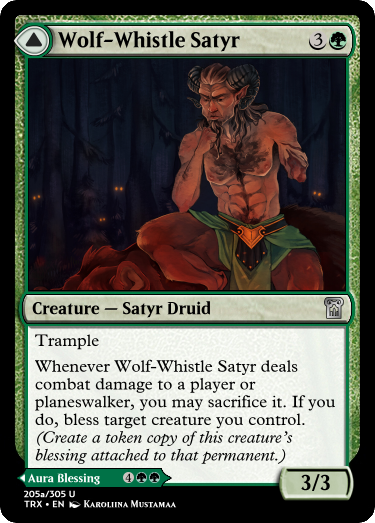 Wolf-Whistle Satyr 3
Creature — Satyr Druid
Trample
Whenever Wolf-Whistle Satyr deals
combat damage to a player or
planeswalker, you may sacrifice it. If you
do, bless target creature you control.
(Create a token copy of this creature's
blessing attached to that permanent.)
Aura Blessing 4
3/3
205a/305 U
TRX • EN Karoliina Mustamaa